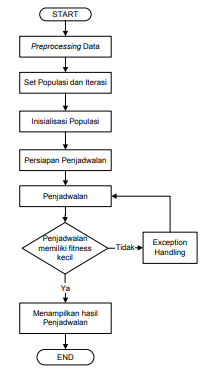 START
Preprocessing Data
Set Populasi dan Iterasi
Inisialisasi Populasi
Persiapan Penjadwalan
Penjadwalan
Penjadwalan
memiliki fitness
kecil
Tidak
Exception
Handling
Ya
Menampilkan hasil
Penjadwalan
END